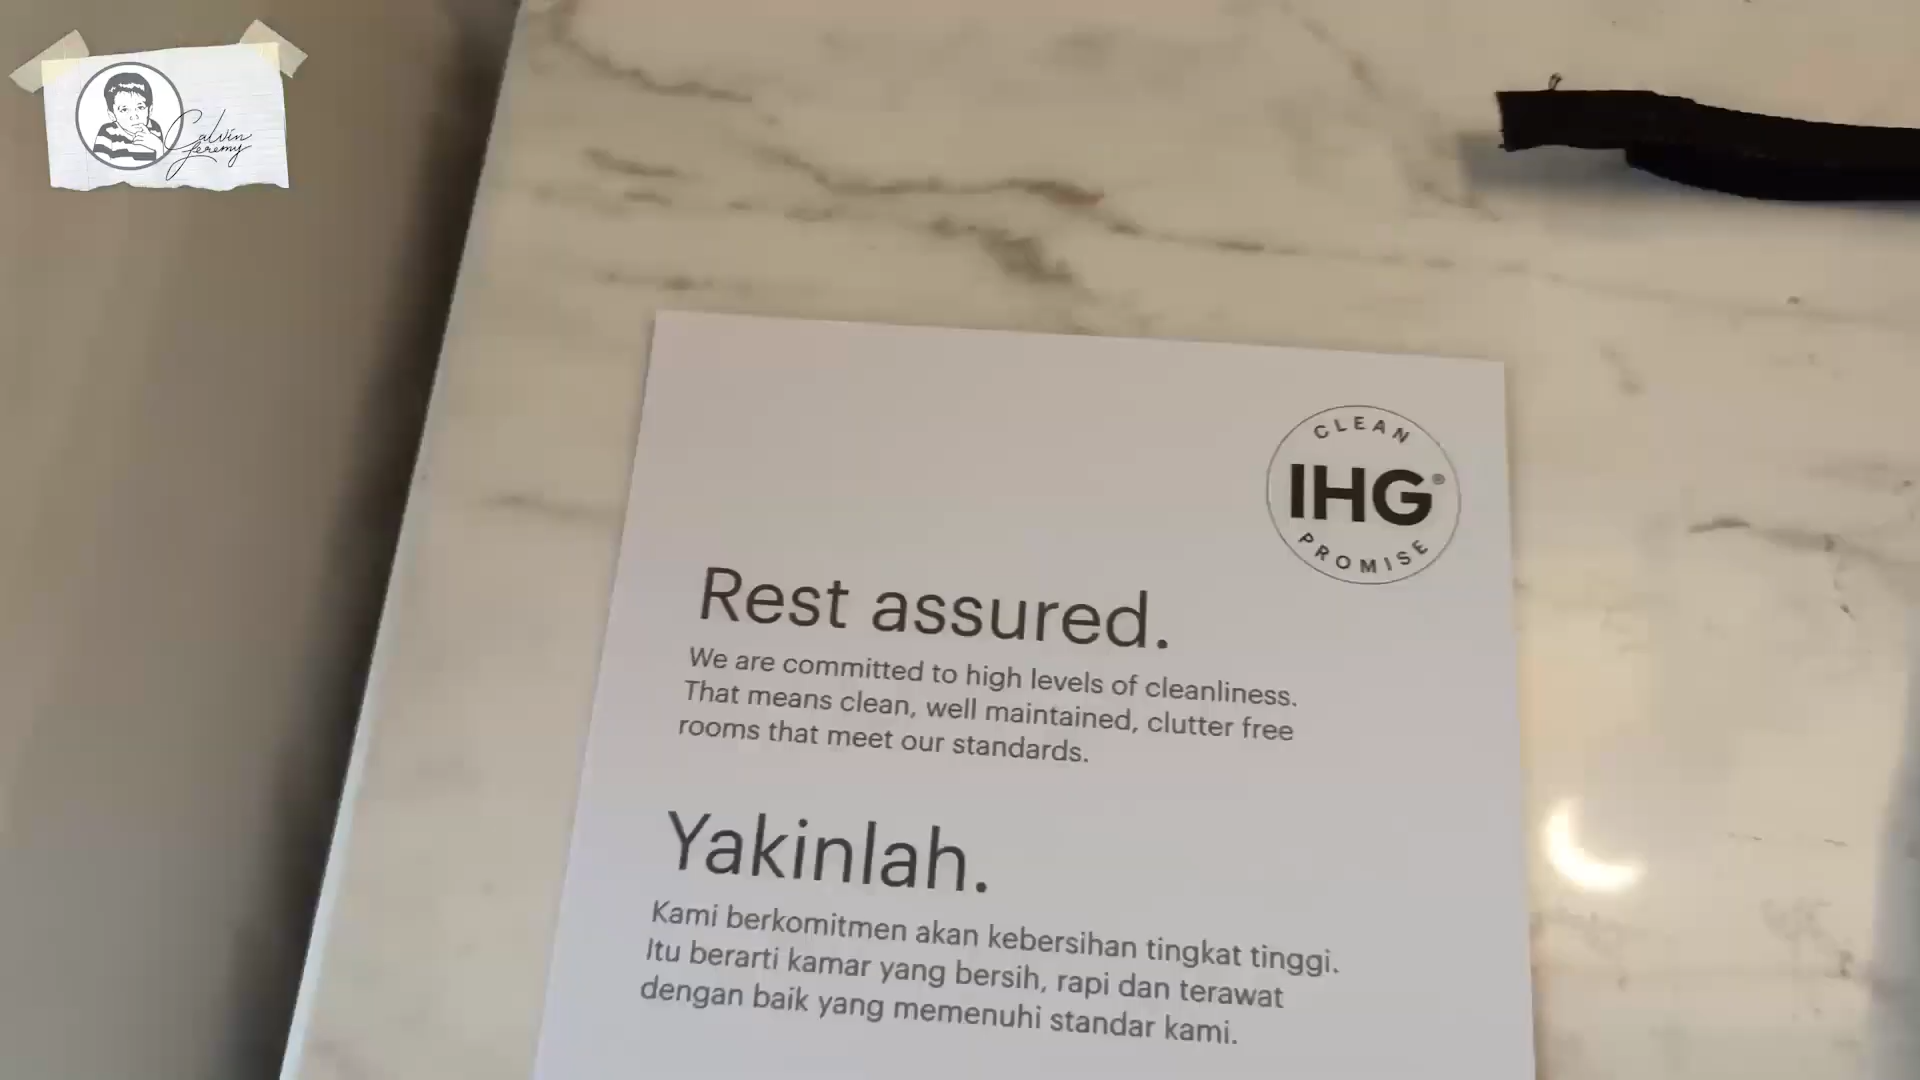 Calvin
Jeremy
CLEAN
IHG®
PROMISE
Rest assured.
We are committed to high levels of cleanliness.
That means clean, well maintained, clutter free
rooms that meet our standards.
Yakinlah.
Kami berkomitmen akan kebersihan tingkat tinggi.
Itu berarti kamar yang bersih, rapi dan terawat
dengan baik yang memenuhi standar kami.